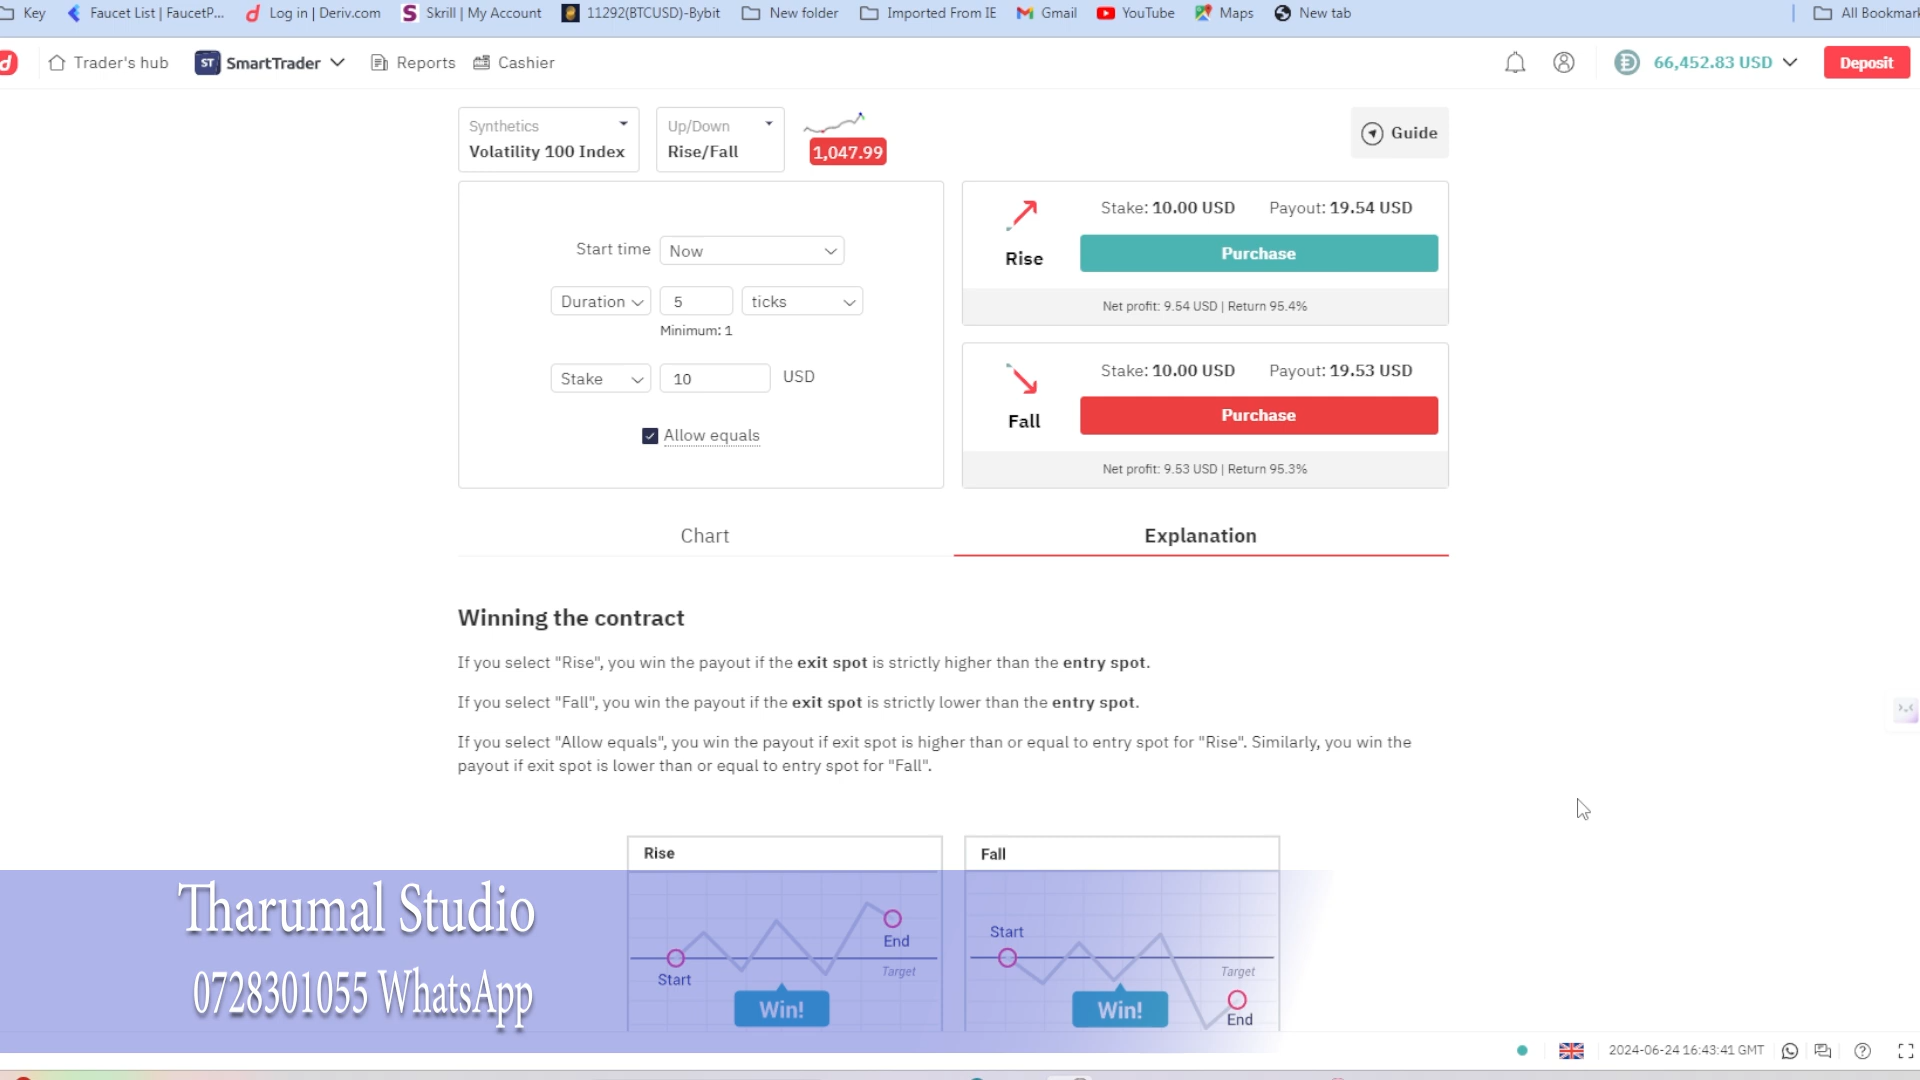 Key Faucet List | FaucetP... Log in | Deriv.com Skrill | My Account 11292(BTCUSD)-Bybit New folder Imported From IE Gmail YouTube Maps New tab All Bookmark
Trader's hub ST SmartTrader Reports Cashier 66,452.83 USD Deposit
Synthetics
Volatility 100 Index
Up/Down
Rise/Fall
1,047.99
Guide
Start time Now
Duration 5 ticks
Minimum: 1
Stake 10 USD
Allow equals
Stake: 10.00 USD Payout: 19.54 USD
Rise Purchase
Net profit: 9.54 USD | Return 95.4%
Stake: 10.00 USD Payout: 19.53 USD
Fall Purchase
Net profit: 9.53 USD | Return 95.3%
Chart Explanation
Winning the contract
If you select "Rise", you win the payout if the exit spot is strictly higher than the entry spot.
If you select "Fall", you win the payout if the exit spot is strictly lower than the entry spot.
If you select "Allow equals", you win the payout if exit spot is higher than or equal to entry spot for "Rise". Similarly, you win the
payout if exit spot is lower than or equal to entry spot for "Fall".
Rise
Start
End
Target
Win!
Fall
Start
Target
End
Win!
Tharumal Studio
0728301055 WhatsApp
2024-06-24 16:43:41 GMT